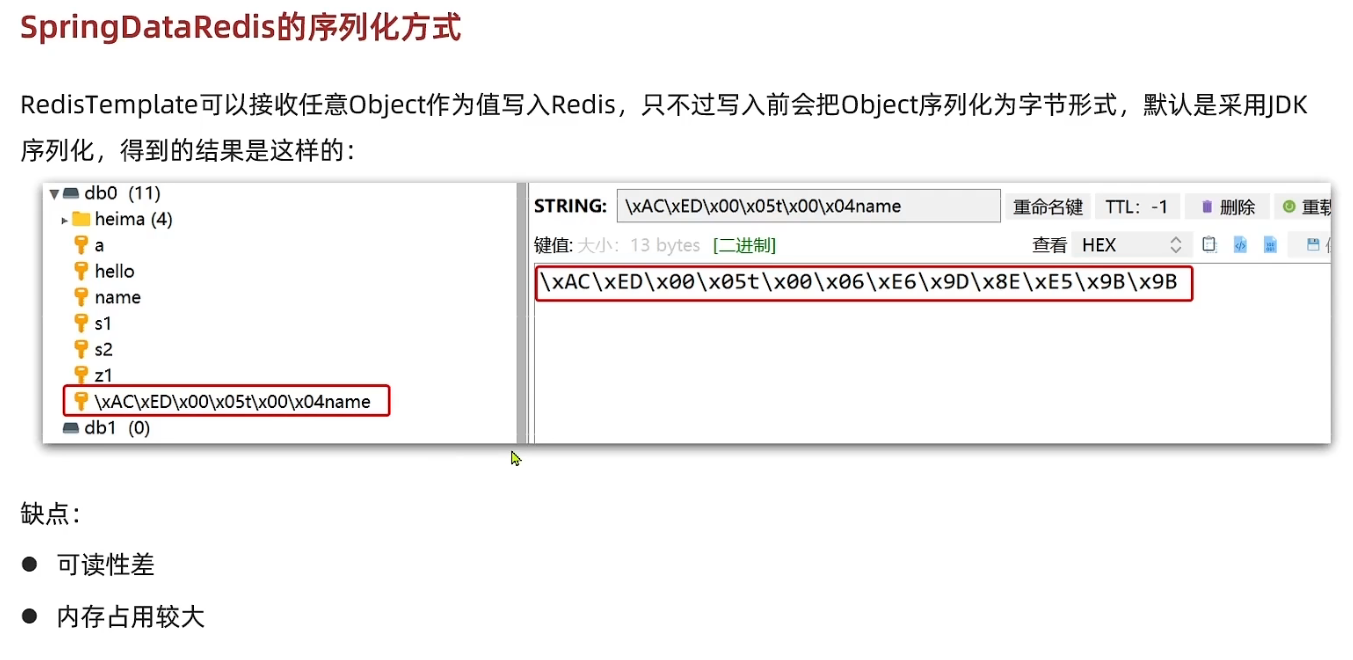 SpringDataRedis的序列化方式
RedisTemplate可以接收任意Object作为值写入Redis，只不过写入前会把Object序列化为字节形式，默认是采用JDK
序列化，得到的结果是这样的：
db0 (11)
heima (4)
a
hello
name
s1
s2
z1
\xAC\xED\x00\x05t\x00\x04name
db1 (0)
STRING: \xAC\xED\x00\x05t\x00\x04name 重命名键 TTL: -1 删除 重载
键值: 大小: 13 bytes [二进制] 查看 HEX
\xAC\xED\x00\x05t\x00\x06\xE6\x9D\x8E\xE5\x9B\x9B
缺点：
● 可读性差
● 内存占用较大